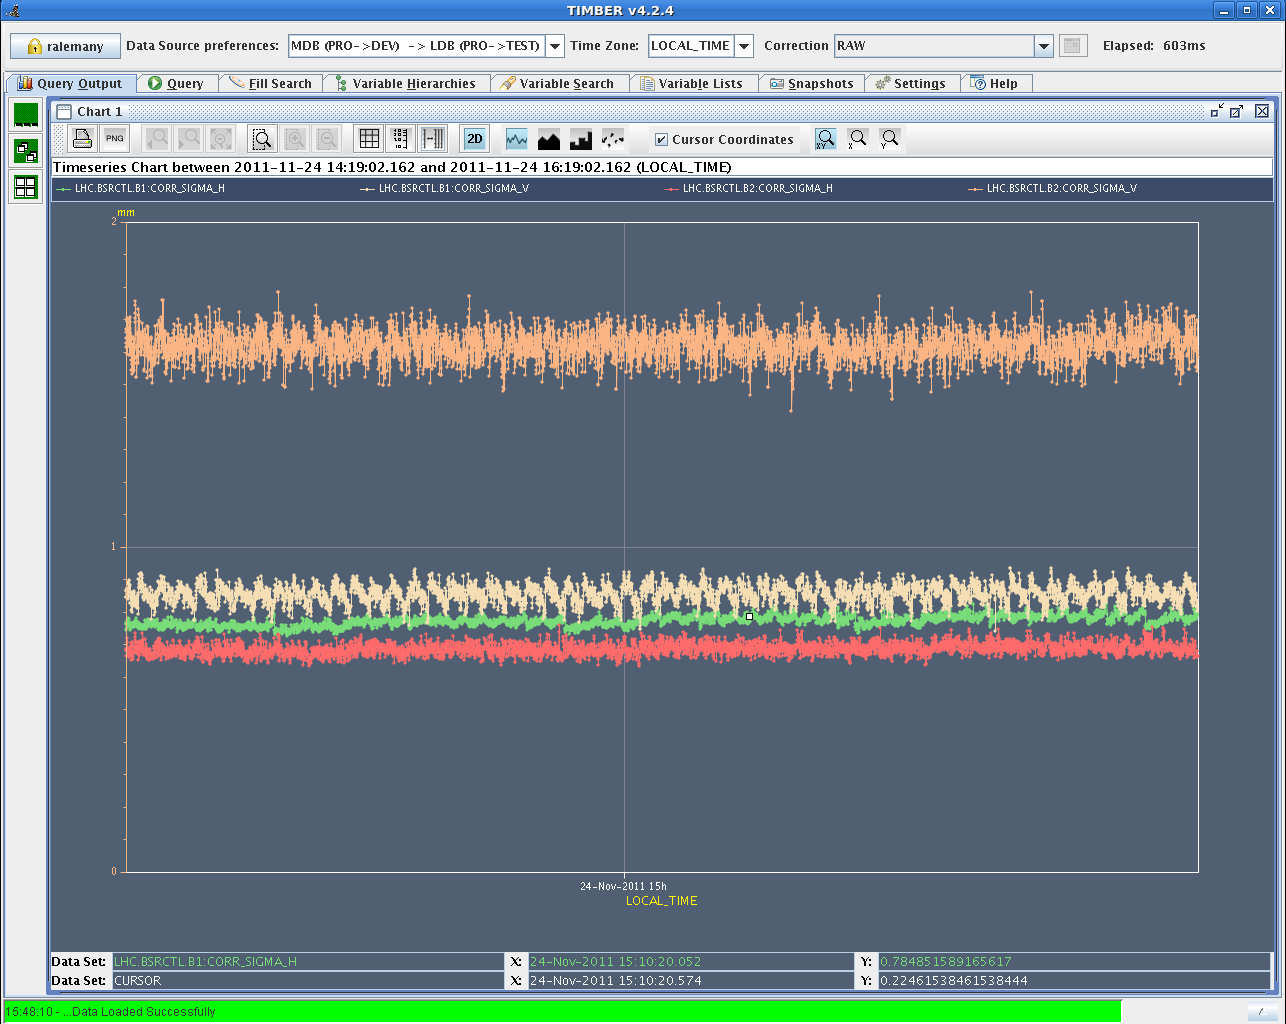 TIMBER v4.2.4
ralemany Data Source preferences: MDB (PRO->DEV) -> LDB (PRO->TEST) Time Zone: LOCAL_TIME Correction RAW Elapsed: 603ms
Query Output Query Fill Search Variable Hierarchies Variable Search Variable Lists Snapshots Settings Help
Chart 1
PNG 2D Cursor Coordinates XY X Y
Timeseries Chart between 2011-11-24 14:19:02.162 and 2011-11-24 16:19:02.162 (LOCAL_TIME)
LHC.BSRCTL.B1:CORR_SIGMA_H LHC.BSRCTL.B1:CORR_SIGMA_V LHC.BSRCTL.B2:CORR_SIGMA_H LHC.BSRCTL.B2:CORR_SIGMA_V
mm
2
1
0
24-Nov-2011 15h
LOCAL_TIME
Data Set: LHC.BSRCTL.B1:CORR_SIGMA_H X: 24-Nov-2011 15:10:20.052 Y: 0.784851589165617
Data Set: CURSOR X: 24-Nov-2011 15:10:20.574 Y: 0.22461538461538444
15:48:10 - ...Data Loaded Successfully